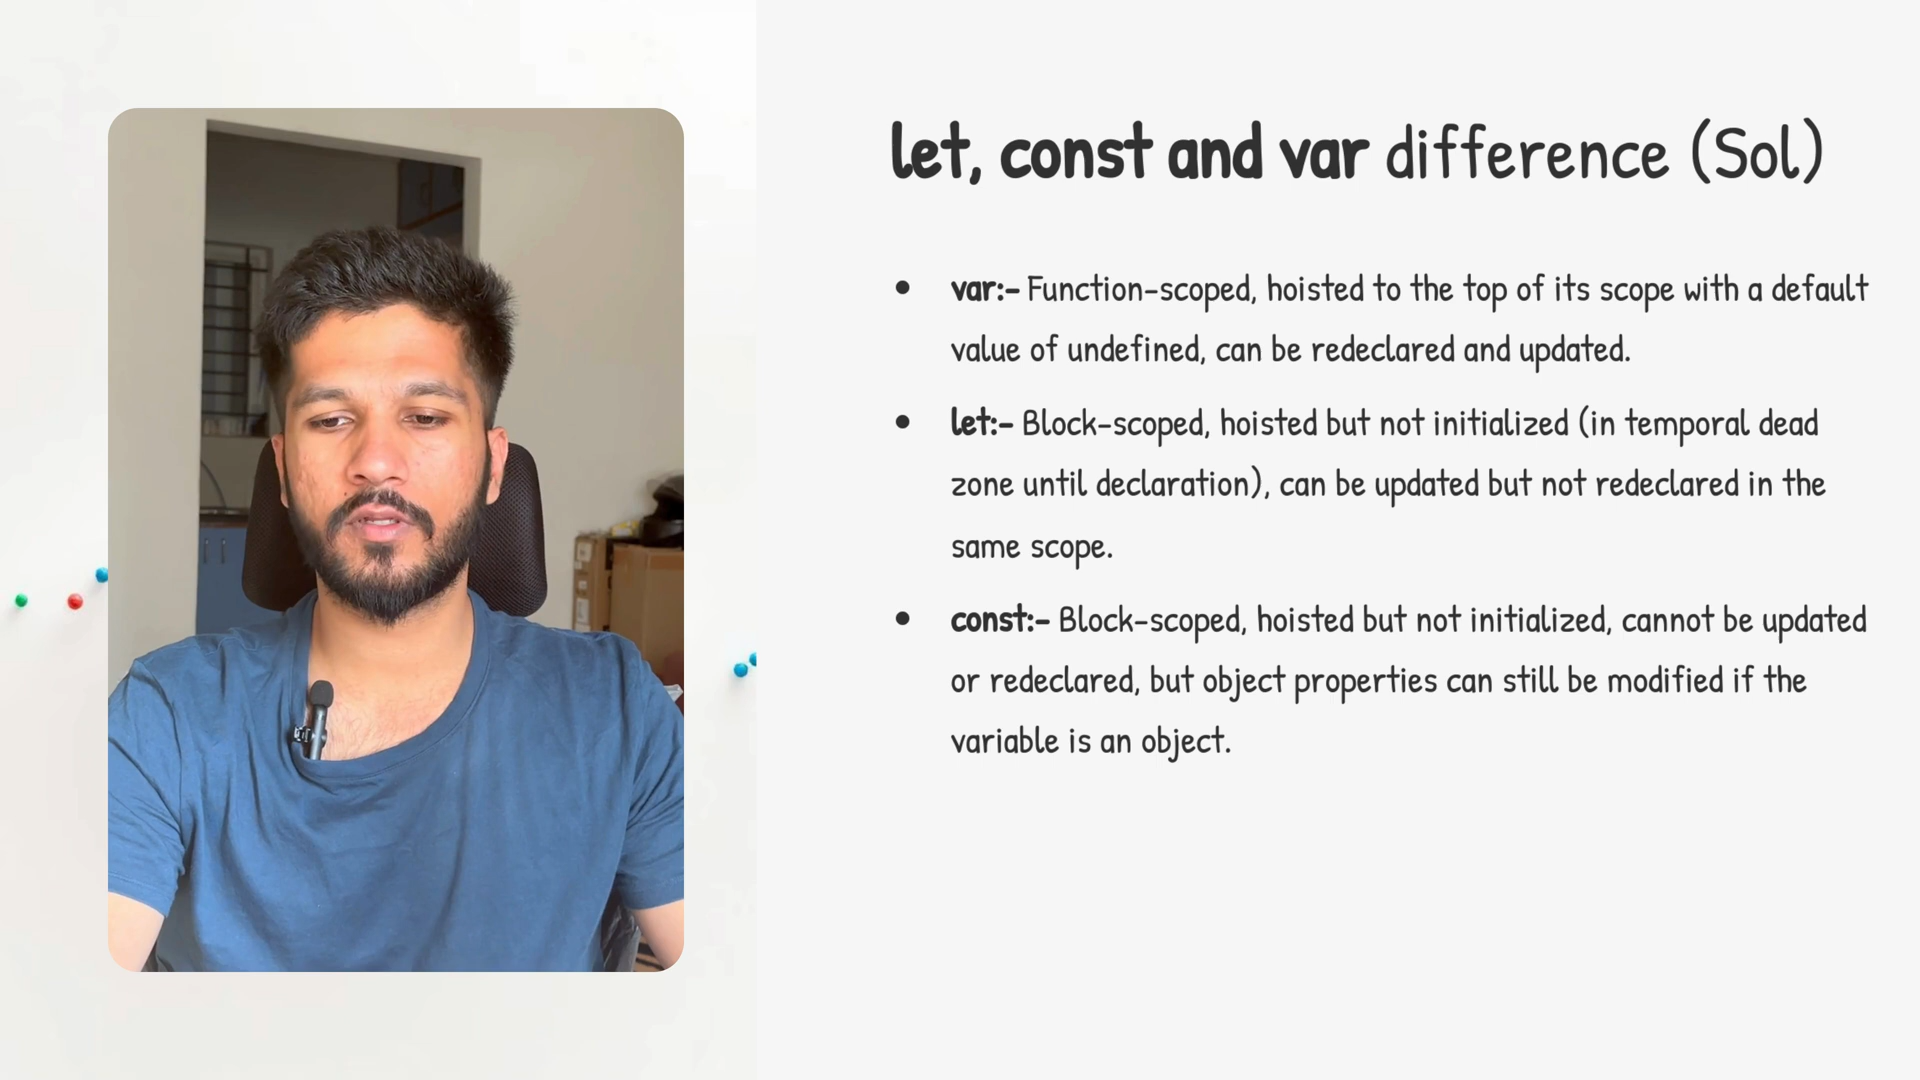 let, const and var difference (Sol)
• var:- Function-scoped, hoisted to the top of its scope with a default
value of undefined, can be redeclared and updated.
• let:- Block-scoped, hoisted but not initialized (in temporal dead
zone until declaration), can be updated but not redeclared in the
same scope.
• const:- Block-scoped, hoisted but not initialized, cannot be updated
or redeclared, but object properties can still be modified if the
variable is an object.